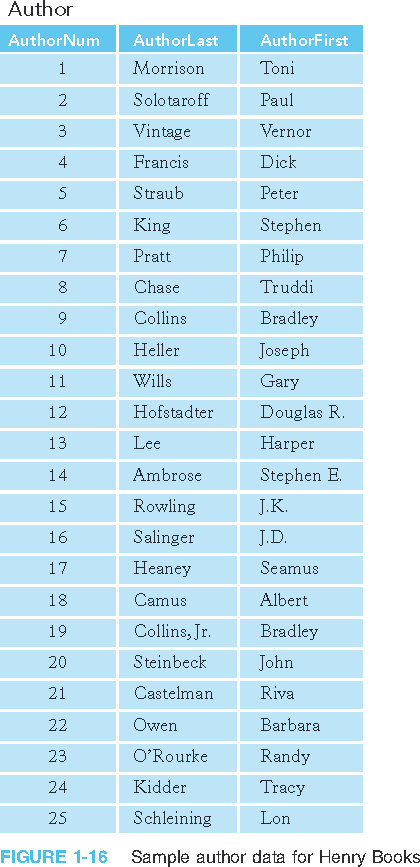 Author
AuthorNum AuthorLast AuthorFirst
1 Morrison Toni
2 Solotaroff Paul
3 Vintage Vernor
4 Francis Dick
5 Straub Peter
6 King Stephen
7 Pratt Philip
8 Chase Truddi
9 Collins Bradley
10 Heller Joseph
11 Wills Gary
12 Hofstadter Douglas R.
13 Lee Harper
14 Ambrose Stephen E.
15 Rowling J.K.
16 Salinger J.D.
17 Heaney Seamus
18 Camus Albert
19 Collins, Jr. Bradley
20 Steinbeck John
21 Castelman Riva
22 Owen Barbara
23 O'Rourke Randy
24 Kidder Tracy
25 Schleining Lon
FIGURE 1-16 Sample author data for Henry Books